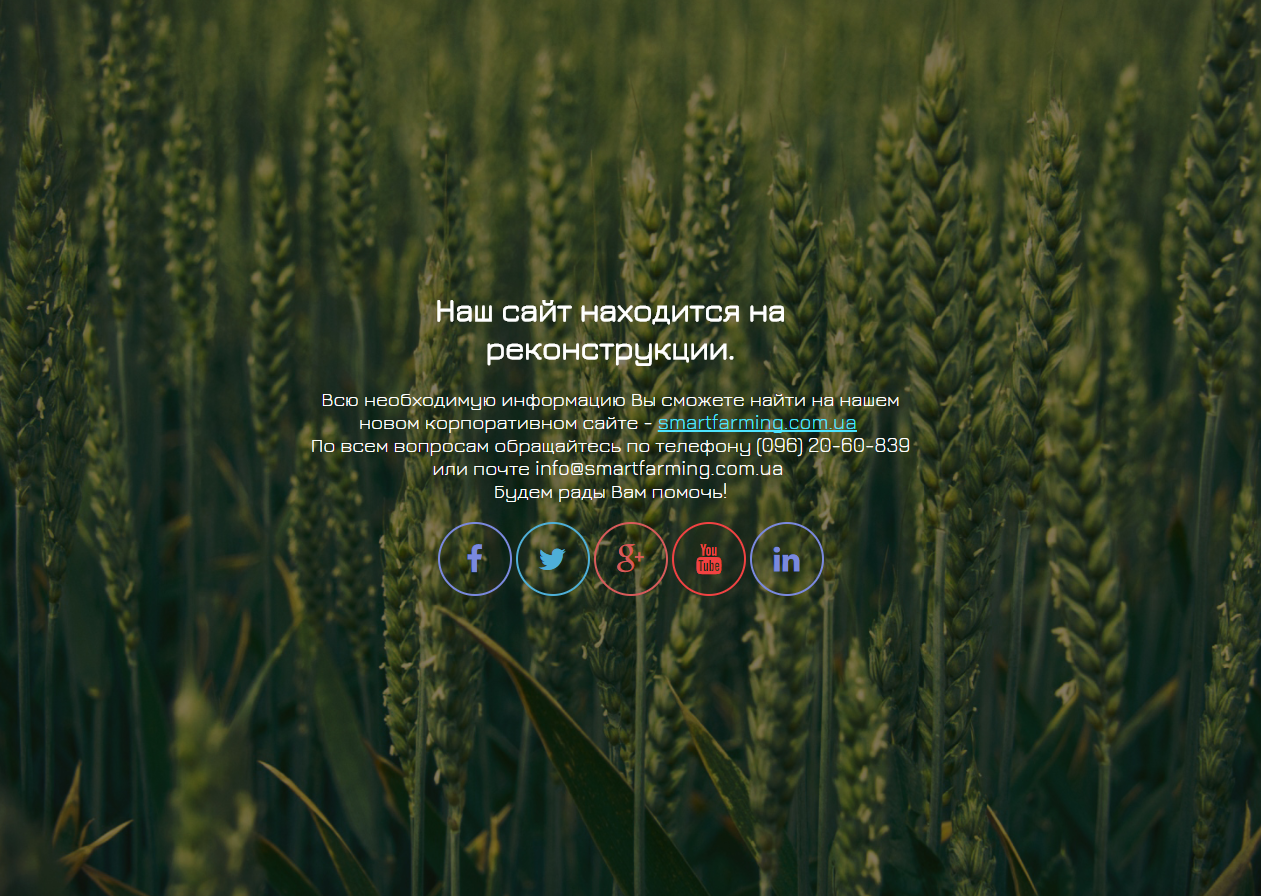 Наш сайт находится на
реконструкции.
Всю необходимую информацию Вы сможете найти на нашем
новом корпоративном сайте - smartfarming.com.ua
По всем вопросам обращайтесь по телефону (096) 20-60-839
или почте info@smartfarming.com.ua
Будем рады Вам помочь!
f g+ You Tube in